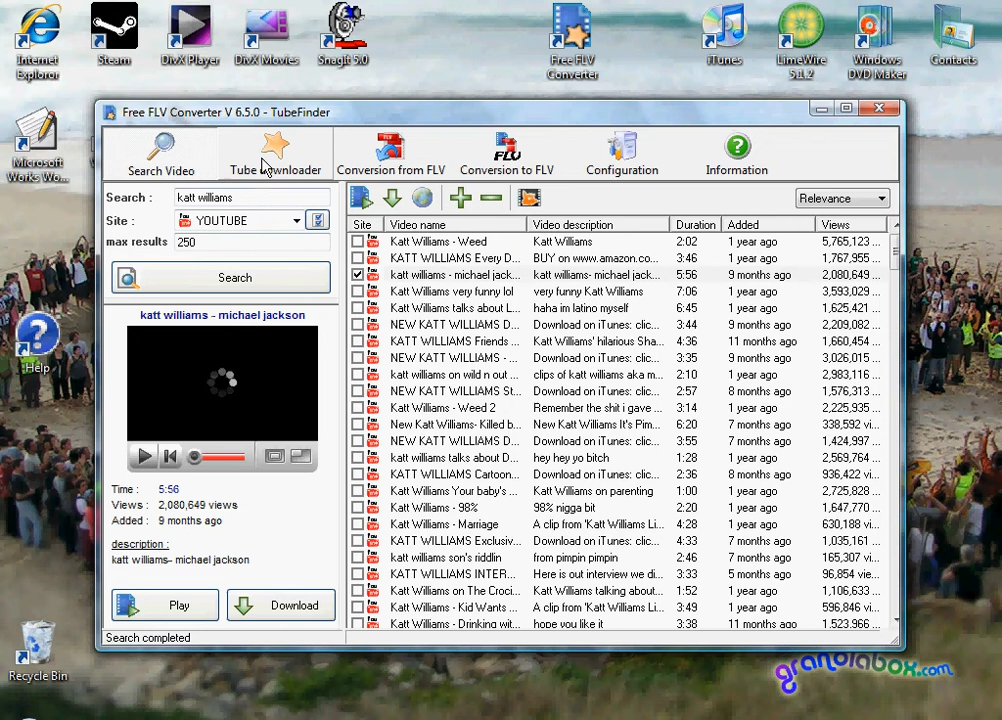 Internet
Explorer
Steam
DivX Player
DivX Movies
SnagIt 5.0
Free FLV
Converter
iTunes
LimeWire
5.1.2
Windows
DVD Maker
Contacts
Microsoft
Works Wo...
Help
Recycle Bin
Free FLV Converter V 6.5.0 - TubeFinder
Search Video
Tube Downloader
Conversion from FLV
Conversion to FLV
Configuration
Information
Search :
katt williams
Site :
YOUTUBE
max results
250
Search
Relevance
Site Video name Video description Duration Added Views
Katt Williams - Weed Katt Williams 2:02 1 year ago 5,765,123 ...
KATT WILLIAMS Every D... BUY on www.amazon.co... 3:46 1 year ago 1,767,955 ...
katt williams - michael jack... katt williams- michael jack... 5:56 9 months ago 2,080,649 ...
Katt Williams very funny lol very funny Katt Williams 7:06 1 year ago 3,593,029 ...
Katt Williams talks about L... haha im latino myself 6:45 1 year ago 1,625,421 ...
NEW KATT WILLIAMS D... Download on iTunes: clic... 3:44 9 months ago 2,209,082 ...
KATT WILLIAMS Friends ... Katt Williams' hilarious Sha... 4:36 11 months ago 1,660,454 ...
NEW KATT WILLIAMS - ... Download on iTunes: clic... 3:35 9 months ago 3,026,015 ...
katt williams on wild n out ... clips of katt williams aka m... 2:10 1 year ago 2,983,116 ...
NEW KATT WILLIAMS St... Download on iTunes: clic... 2:57 8 months ago 1,576,313 ...
Katt Williams - Weed 2 Remember the shit i gave ... 3:14 1 year ago 2,225,935 ...
New Katt Williams- Killed b... New Katt Williams It's Pim... 6:20 7 months ago 338,592 vi...
NEW KATT WILLIAMS D... Download on iTunes: clic... 3:55 7 months ago 1,424,997 ...
katt williams talks about D... hey hey yo bitch 1:28 1 year ago 2,569,764 ...
KATT WILLIAMS Cartoon... Download on iTunes: clic... 2:26 8 months ago 936,422 vi...
Katt Williams Your baby's... Katt Williams on parenting 1:00 1 year ago 2,725,828 ...
Katt Williams - 98% 98% nigga bit 2:20 1 year ago 1,647,770 ...
Katt Williams - Marriage A clip from 'Katt Williams Li... 4:28 1 year ago 630,188 vi...
KATT WILLIAMS Exclusiv... Download on iTunes: clic... 4:33 7 months ago 1,035,161 ...
katt williams son's riddlin from pimpin pimpin 2:46 7 months ago 165,307 vi...
KATT WILLIAMS INTER... Here is out interview we di... 3:33 5 months ago 96,854 vie...
Katt Williams on The Croci... Katt Williams talking about... 1:52 1 year ago 1,106,633 ...
Katt Williams - Kid Wants ... A clip from 'Katt Williams Li... 3:49 1 year ago 596,846 vi...
Katt Williams - Drinking wit... hope you like it 3:38 11 months ago 1,523,966 ...
katt williams - michael jackson
Time : 5:56
Views : 2,080,649 views
Added : 9 months ago
description :
katt williams- michael jackson
Play
Download
Search completed
granolabox.com